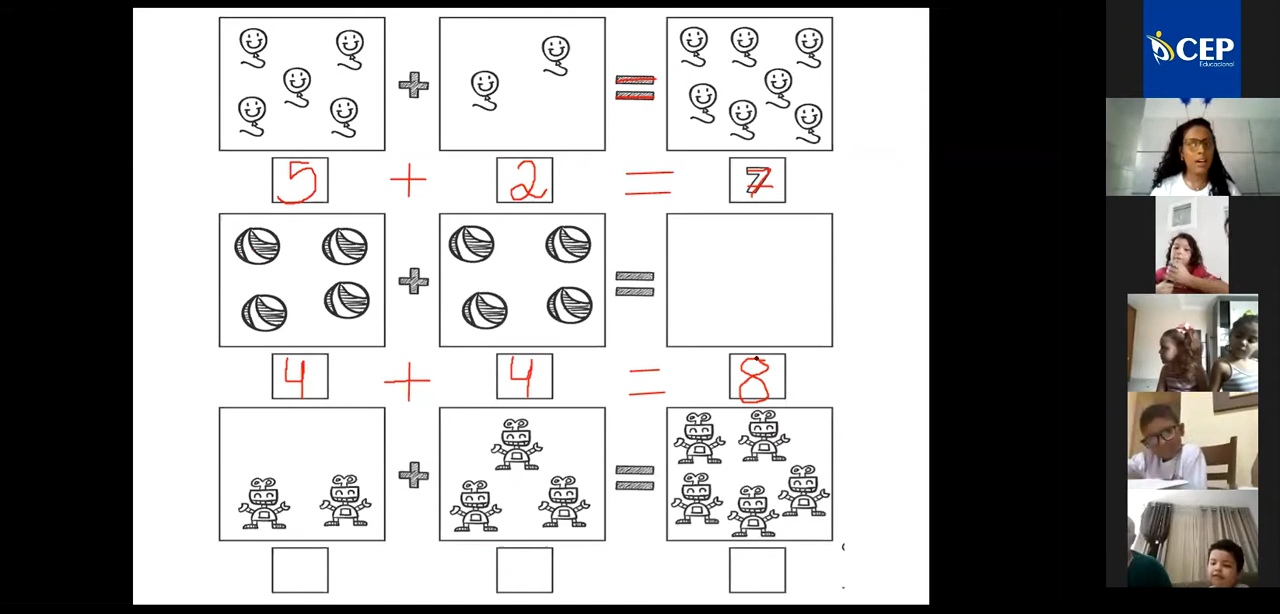 CEP
Educacional
+ =
5 + 2 = 7
+ =
4 + 4 = 8
+ =